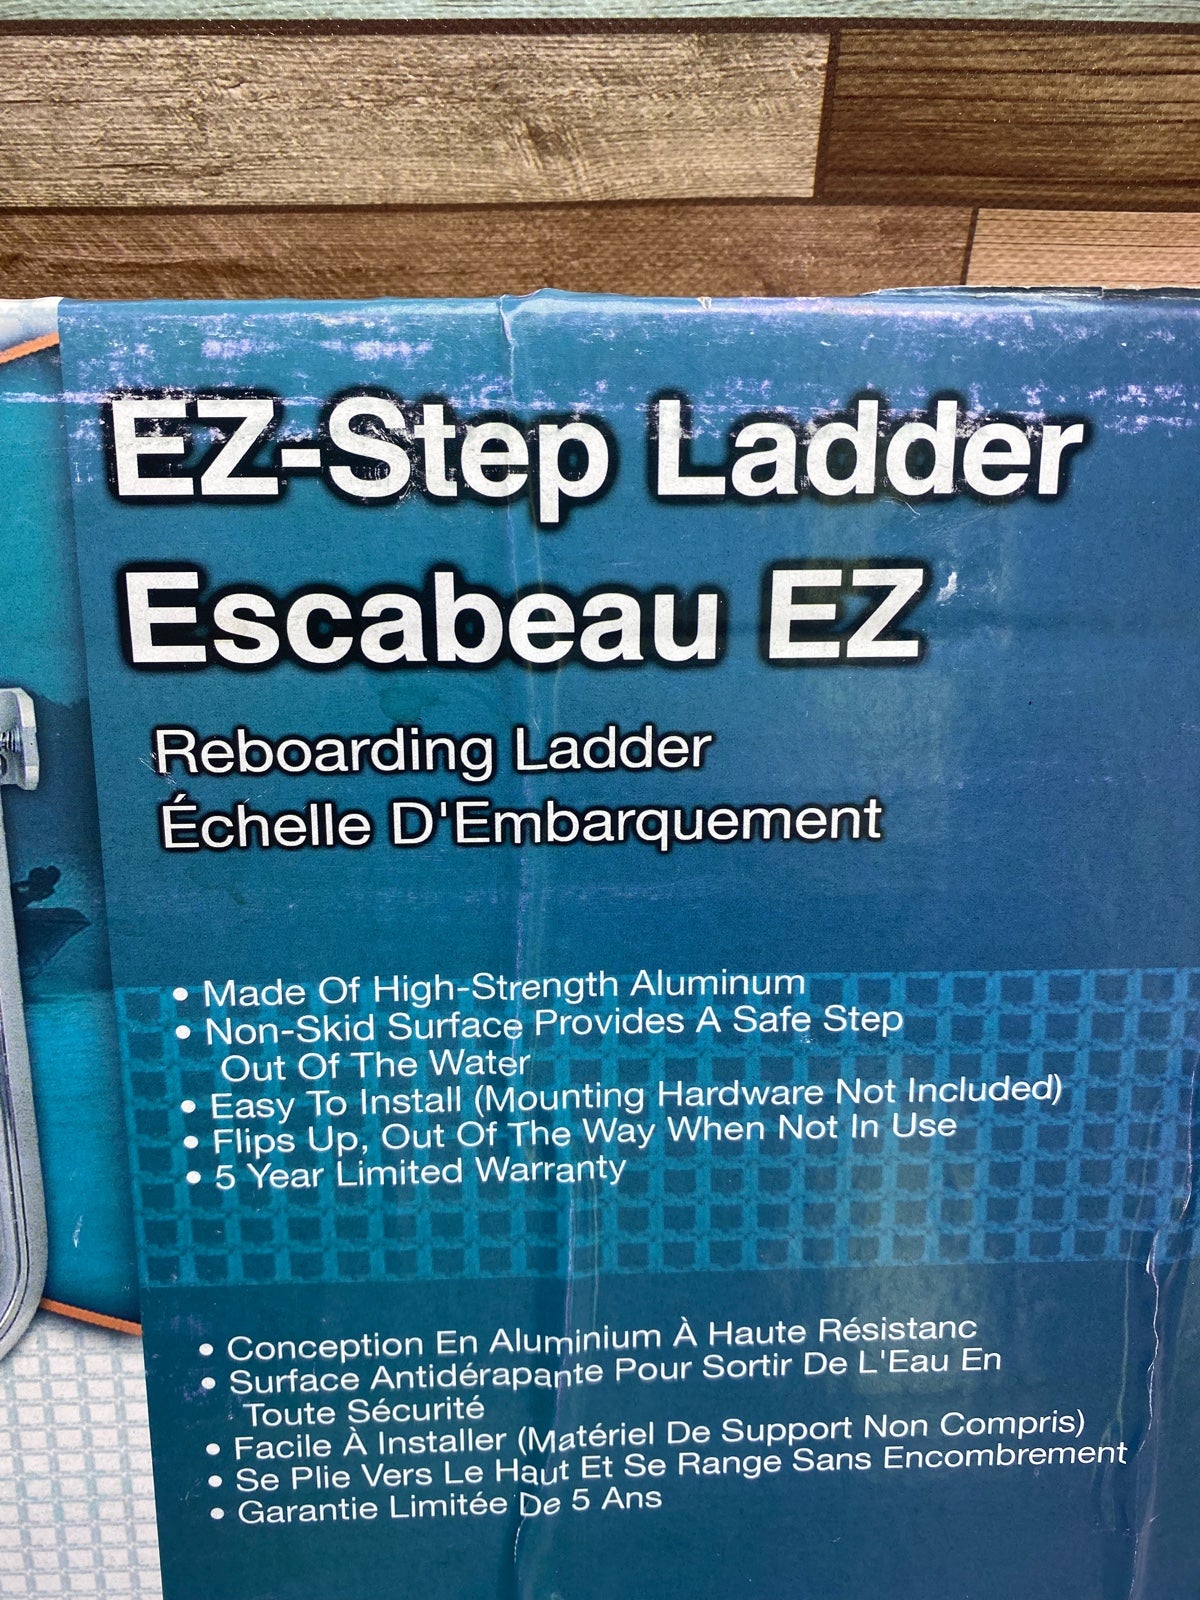 EZ-Step Ladder
Escabeau EZ
Reboarding Ladder
Échelle D'Embarquement
• Made Of High-Strength Aluminum
• Non-Skid Surface Provides A Safe Step
Out Of The Water
• Easy To Install (Mounting Hardware Not Included)
• Flips Up, Out Of The Way When Not In Use
• 5 Year Limited Warranty
• Conception En Aluminium À Haute Résistanc
• Surface Antidérapante Pour Sortir De L'Eau En
Toute Sécurité
• Facile À Installer (Matériel De Support Non Compris)
• Se Plie Vers Le Haut Et Se Range Sans Encombrement
• Garantie Limitée De 5 Ans